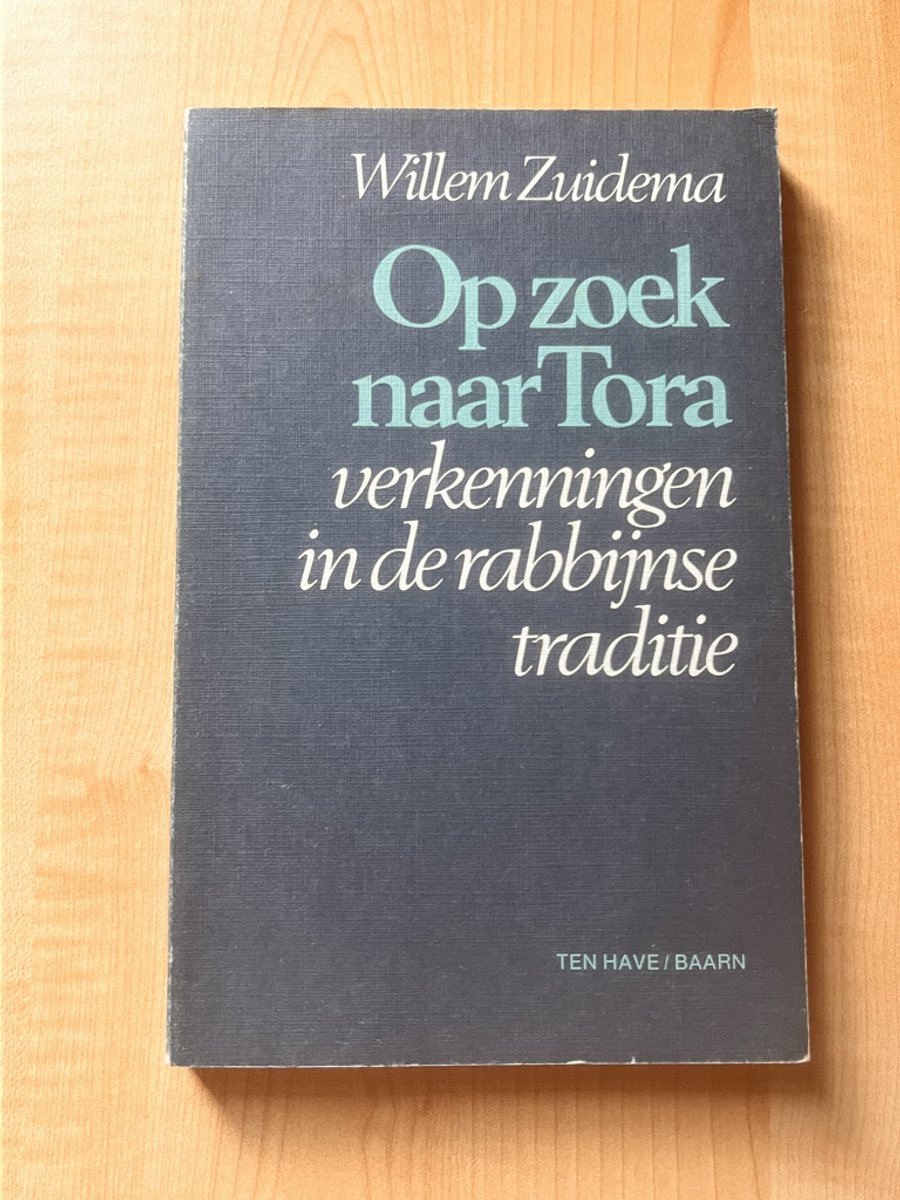 Willem Zuidema
Op zoek
naar Tora
verkenningen
in de rabbijnse
traditie
TEN HAVE / BAARN